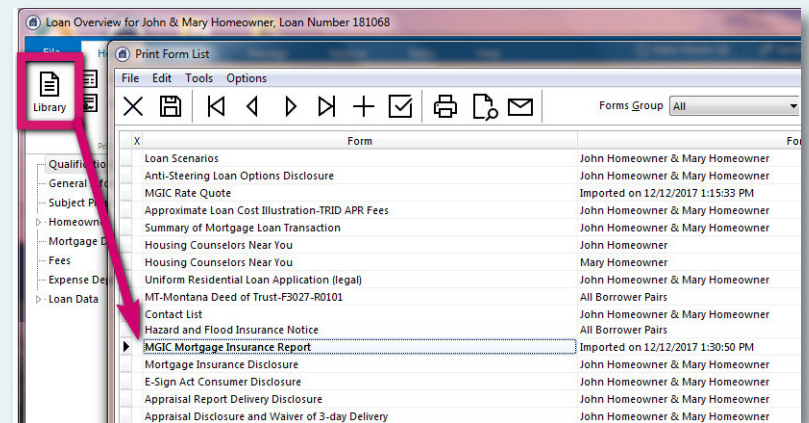 Loan Overview for John & Mary Homeowner, Loan Number 181068
File
Print Form List
File Edit Tools Options
Library
Forms Group All
X Form
Loan Scenarios John Homeowner & Mary Homeowner
Anti-Steering Loan Options Disclosure John Homeowner & Mary Homeowner
MGIC Rate Quote Imported on 12/12/2017 1:15:33 PM
Approximate Loan Cost Illustration-TRID APR Fees John Homeowner & Mary Homeowner
Summary of Mortgage Loan Transaction John Homeowner & Mary Homeowner
Housing Counselors Near You John Homeowner
Housing Counselors Near You Mary Homeowner
Uniform Residential Loan Application (legal) John Homeowner & Mary Homeowner
MT-Montana Deed of Trust-F3027-R0101 All Borrower Pairs
Contact List John Homeowner & Mary Homeowner
Hazard and Flood Insurance Notice All Borrower Pairs
MGIC Mortgage Insurance Report Imported on 12/12/2017 1:30:50 PM
Mortgage Insurance Disclosure John Homeowner & Mary Homeowner
E-Sign Act Consumer Disclosure John Homeowner & Mary Homeowner
Appraisal Report Delivery Disclosure John Homeowner & Mary Homeowner
Appraisal Disclosure and Waiver of 3-day Delivery John Homeowner & Mary Homeowner
General
Subject
Mortgage
Fees
Expense
Loan Data